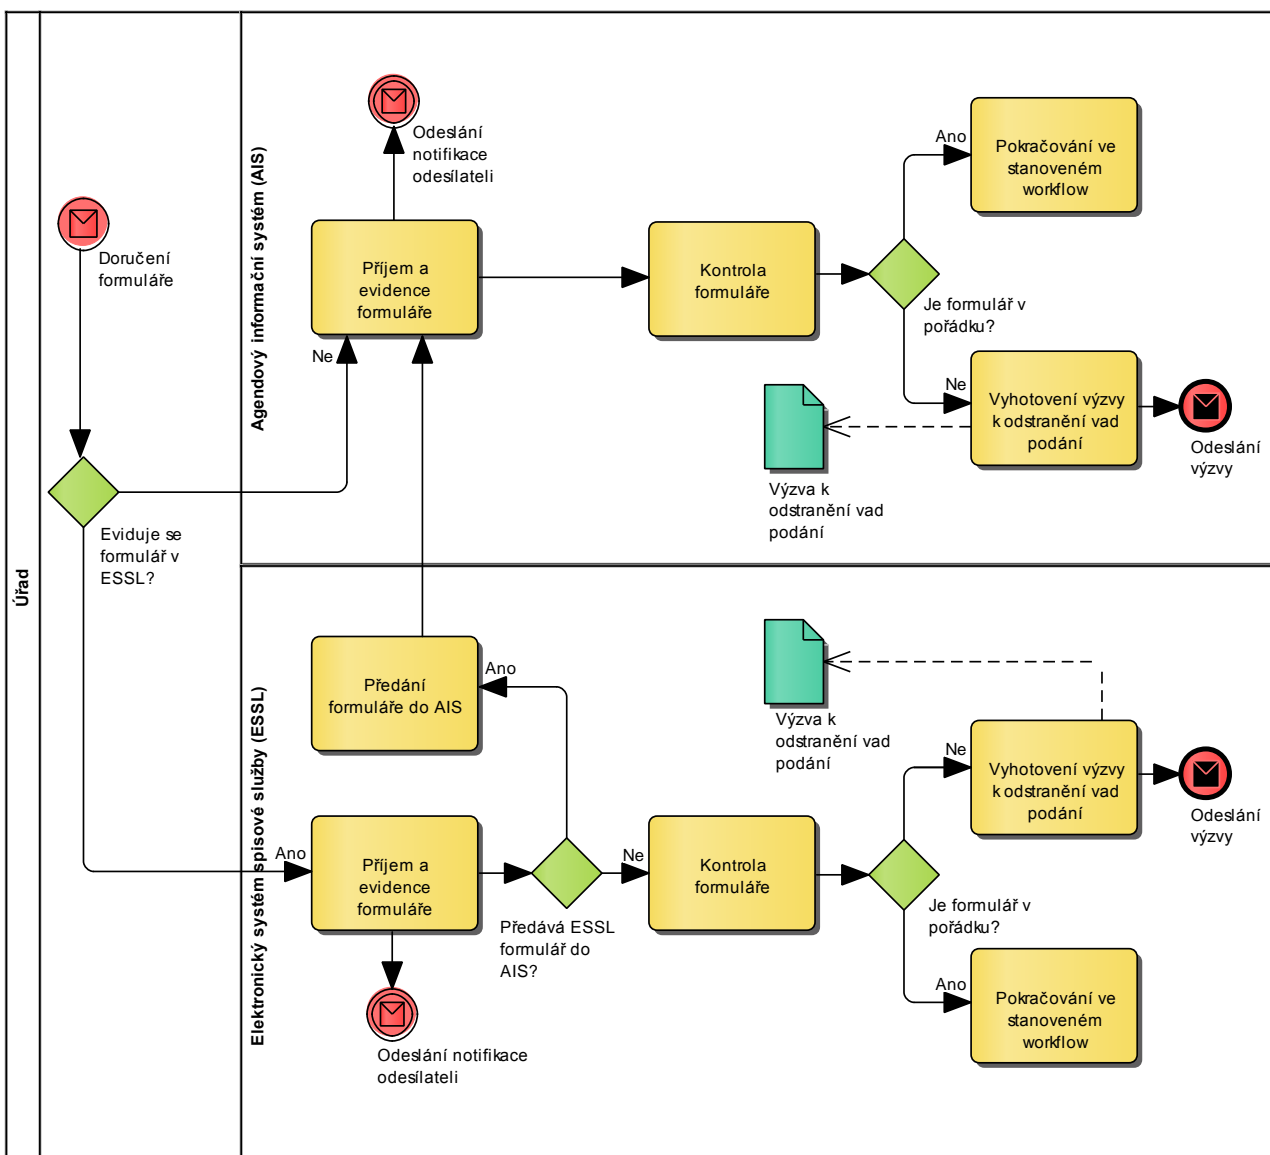 Úřad
Doručení
formuláře
Eviduje se
formulář v
ESSL?
Agendový informační systém (AIS)
Odeslání
notifikace
odesílateli
Příjem a
evidence
formuláře
Ne
Kontrola
formuláře
Je formulář v
pořádku?
Ano
Pokračování ve
stanoveném
workflow
Ne
Vyhotovení výzvy
k odstranění vad
podání
Odeslání
výzvy
Výzva k
odstranění vad
podání
Elektronický systém spisové služby (ESSL)
Předání
formuláře do AIS
Ano
Ano
Příjem a
evidence
formuláře
Odeslání notifikace
odesílateli
Předává ESSL
formulář do
AIS?
Ne
Kontrola
formuláře
Výzva k
odstranění vad
podání
Ne
Vyhotovení výzvy
k odstranění vad
podání
Odeslání
výzvy
Je formulář v
pořádku?
Ano
Pokračování ve
stanoveném
workflow